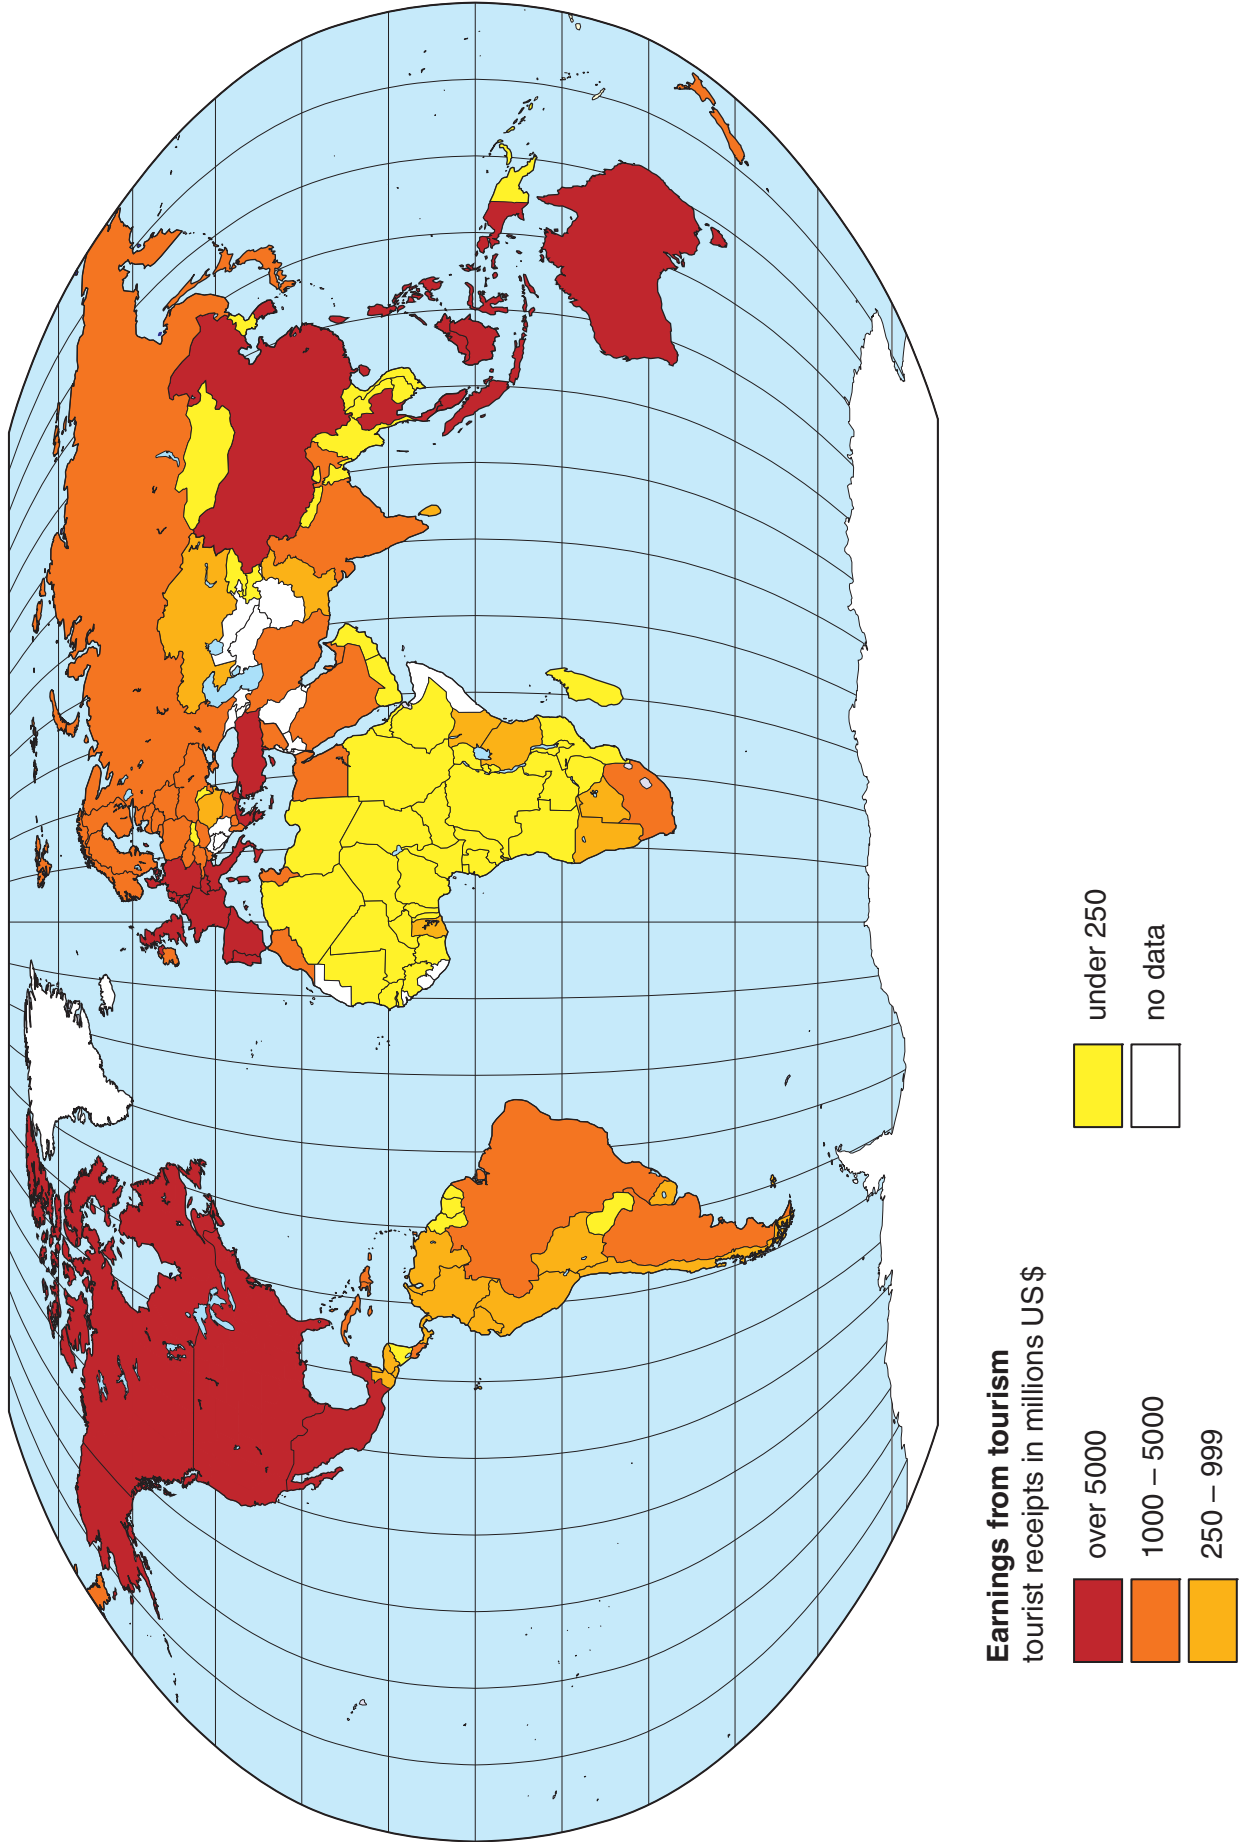 Earnings from tourism
tourist receipts in millions US$
over 5000
1000 – 5000
250 – 999
under 250
no data